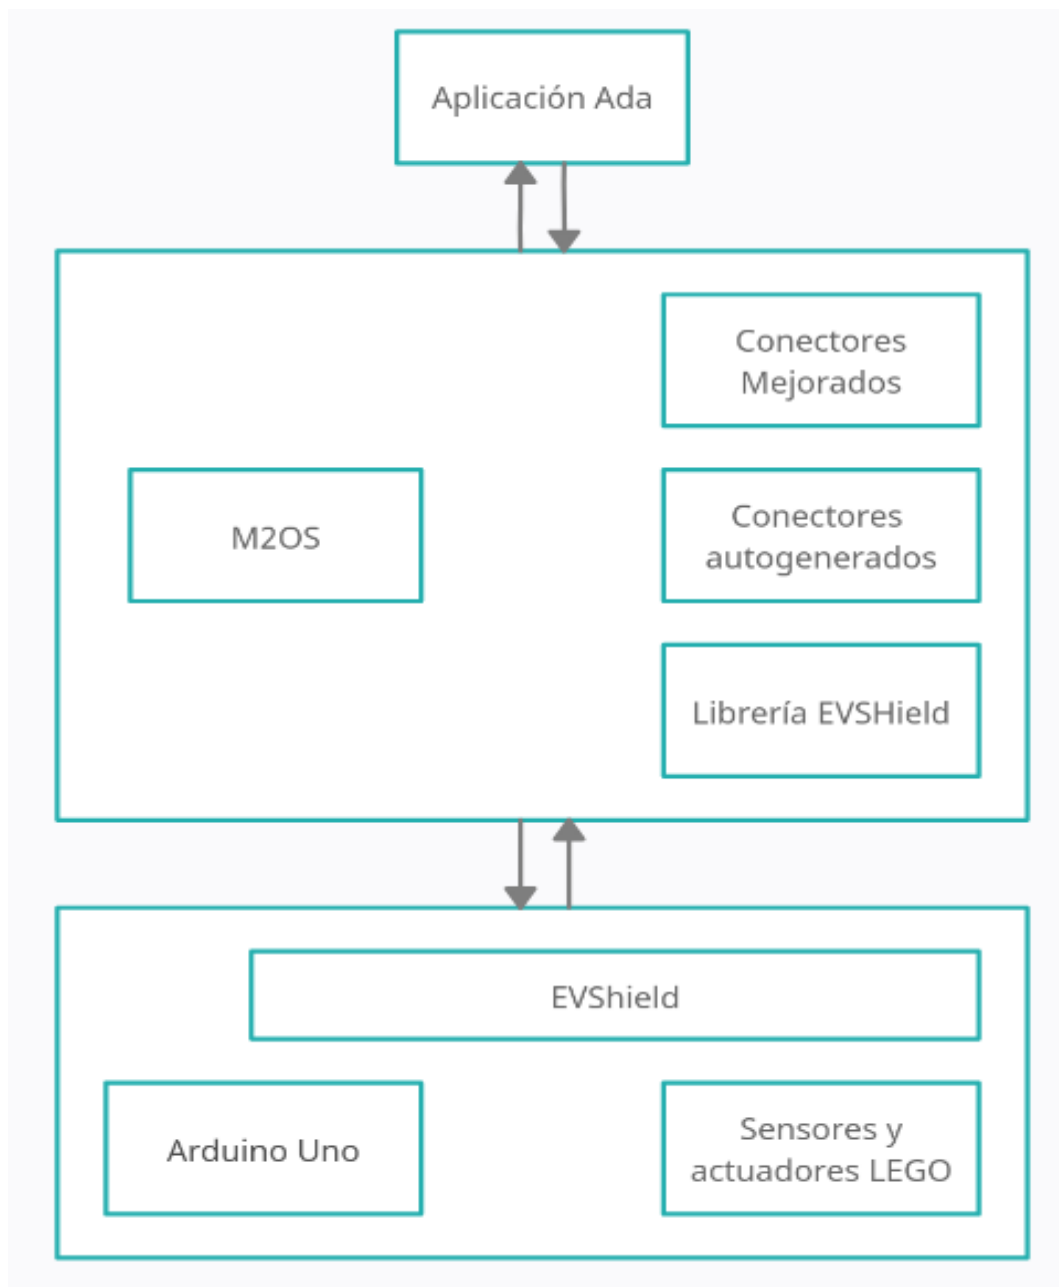 Aplicación Ada
Conectores
Mejorados
M2OS
Conectores
autogenerados
Librería EVSHield
EVShield
Arduino Uno
Sensores y
actuadores LEGO